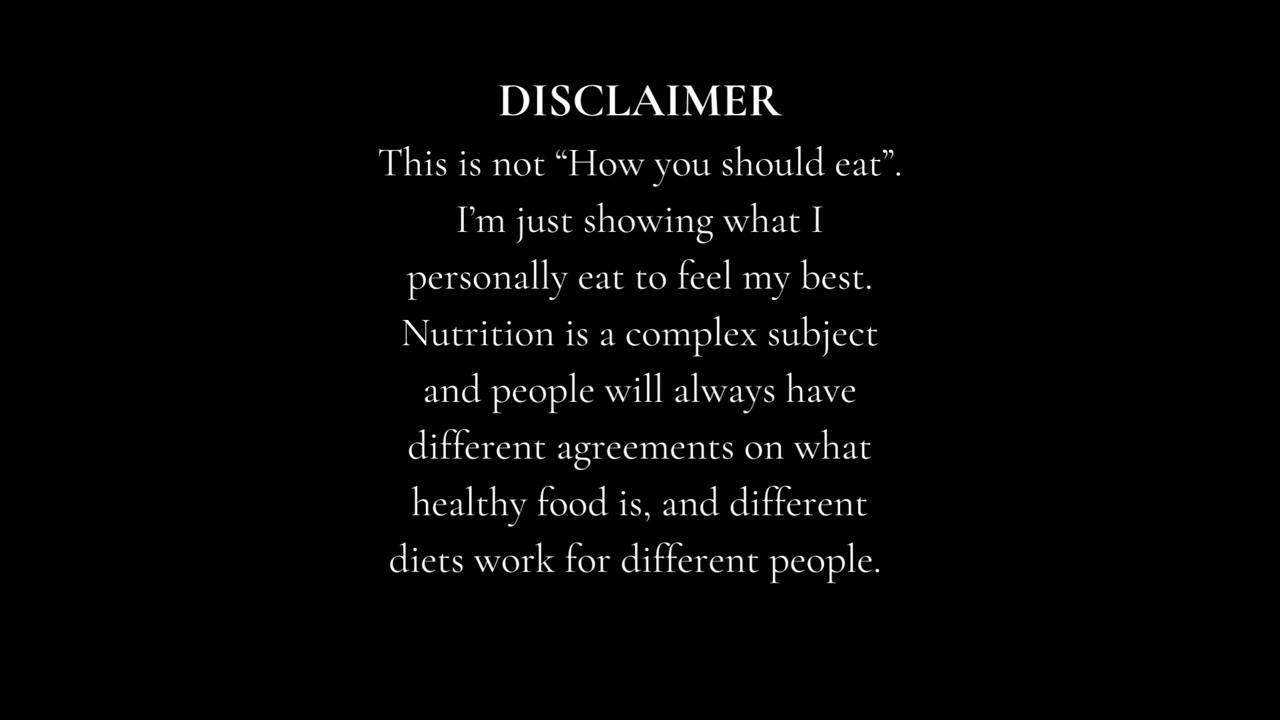 DISCLAIMER
This is not “How you should eat”.
I’m just showing what I
personally eat to feel my best.
Nutrition is a complex subject
and people will always have
different agreements on what
healthy food is, and different
diets work for different people.